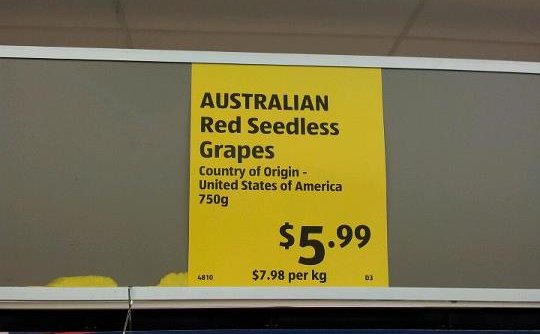 AUSTRALIAN
Red Seedless
Grapes
Country of Origin -
United States of America
750g
$5.99
4810 $7.98 per kg D3